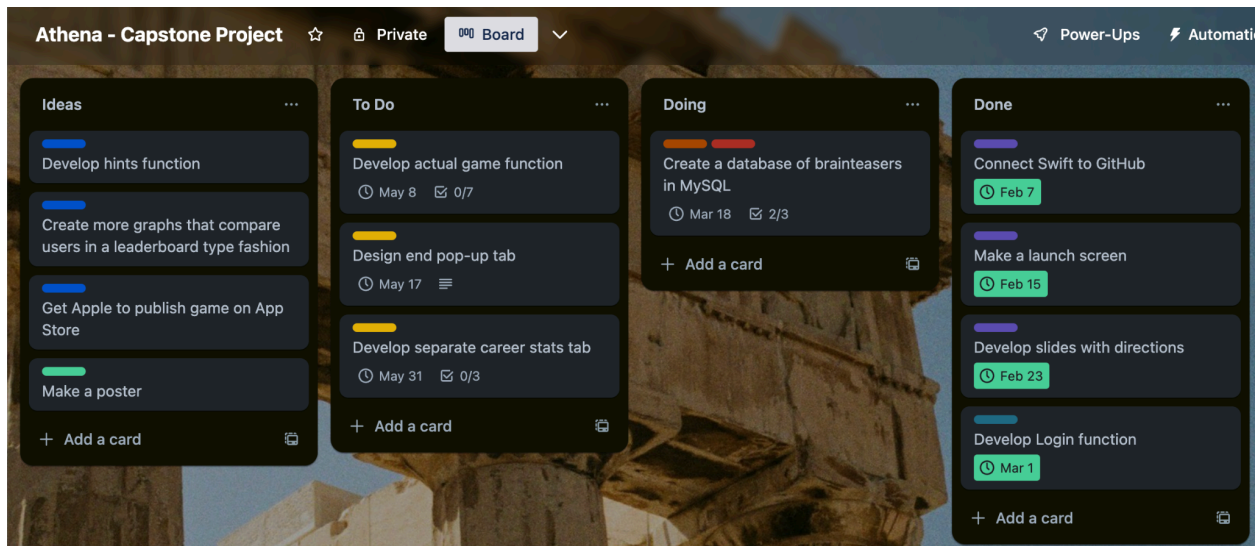 Athena - Capstone Project Private Board Power-Ups Automatic
Ideas
Develop hints function
Create more graphs that compare
users in a leaderboard type fashion
Get Apple to publish game on App
Store
Make a poster
+ Add a card
To Do
Develop actual game function
May 8 0/7
Design end pop-up tab
May 17
Develop separate career stats tab
May 31 0/3
+ Add a card
Doing
Create a database of brainteasers
in MySQL
Mar 18 2/3
+ Add a card
Done
Connect Swift to GitHub
Feb 7
Make a launch screen
Feb 15
Develop slides with directions
Feb 23
Develop Login function
Mar 1
+ Add a card